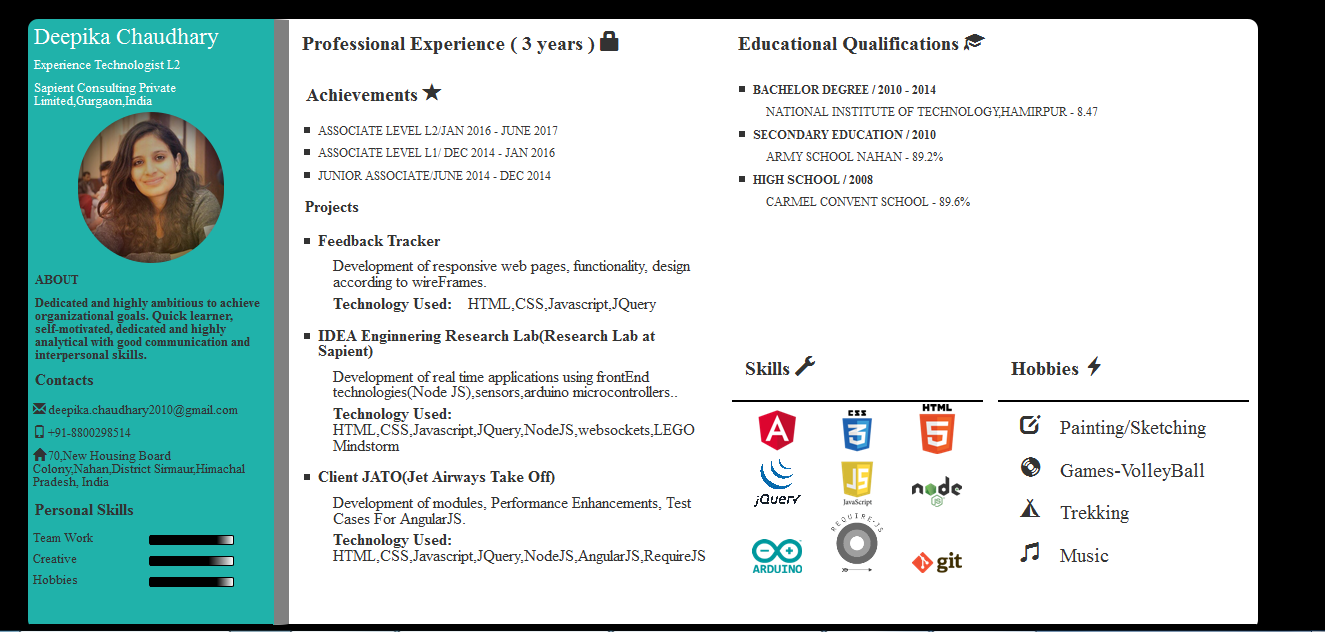 Deepika Chaudhary
Experience Technologist L2
Sapient Consulting Private
Limited,Gurgaon,India
ABOUT
Dedicated and highly ambitious to achieve
organizational goals. Quick learner,
self-motivated, dedicated and highly
analytical with good communication and
interpersonal skills.
Contacts
deepika.chaudhary2010@gmail.com
+91-8800298514
70,New Housing Board
Colony,Nahan,District Sirmaur,Himachal
Pradesh, India
Personal Skills
Team Work
Creative
Hobbies
Professional Experience ( 3 years )
Achievements
ASSOCIATE LEVEL L2/JAN 2016 - JUNE 2017
ASSOCIATE LEVEL L1/ DEC 2014 - JAN 2016
JUNIOR ASSOCIATE/JUNE 2014 - DEC 2014
Projects
Feedback Tracker
Development of responsive web pages, functionality, design
according to wireFrames.
Technology Used: HTML,CSS,Javascript,JQuery
IDEA Enginnering Research Lab(Research Lab at
Sapient)
Development of real time applications using frontEnd
technologies(Node JS),sensors,arduino microcontrollers..
Technology Used:
HTML,CSS,Javascript,JQuery,NodeJS,websockets,LEGO
Mindstorm
Client JATO(Jet Airways Take Off)
Development of modules, Performance Enhancements, Test
Cases For AngularJS.
Technology Used:
HTML,CSS,Javascript,JQuery,NodeJS,AngularJS,RequireJS
Educational Qualifications
BACHELOR DEGREE / 2010 - 2014
NATIONAL INSTITUTE OF TECHNOLOGY,HAMIRPUR - 8.47
SECONDARY EDUCATION / 2010
ARMY SCHOOL NAHAN - 89.2%
HIGH SCHOOL / 2008
CARMEL CONVENT SCHOOL - 89.6%
Skills
A
CSS
3
HTML
5
jQuery
JS
JavaScript
node
JS
ARDUINO
REQUIRE·JS
git
Hobbies
Painting/Sketching
Games-VolleyBall
Trekking
Music